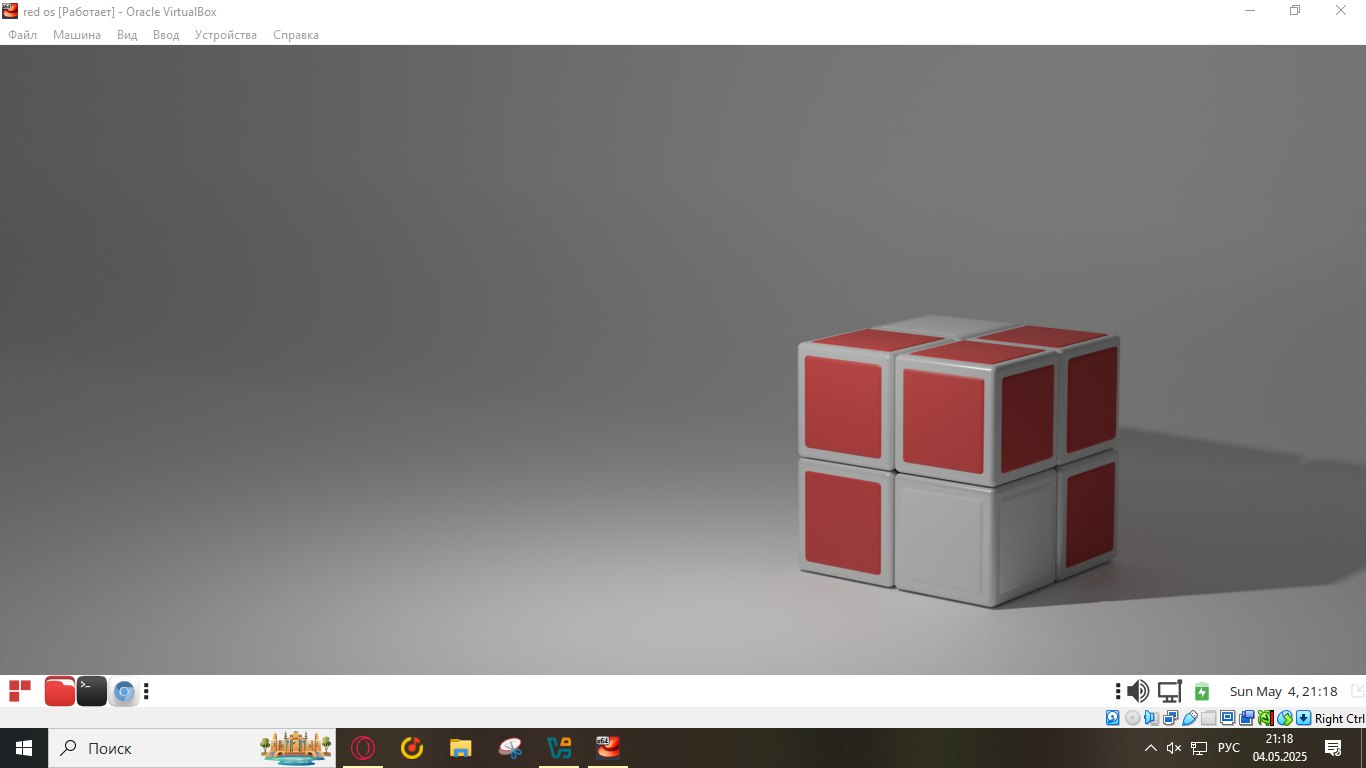 red os [Работает] - Oracle VirtualBox
Файл Машина Вид Ввод Устройства Справка
Sun May 4, 21:18
Right Ctrl
Поиск
x64
РУС
21:18
04.05.2025